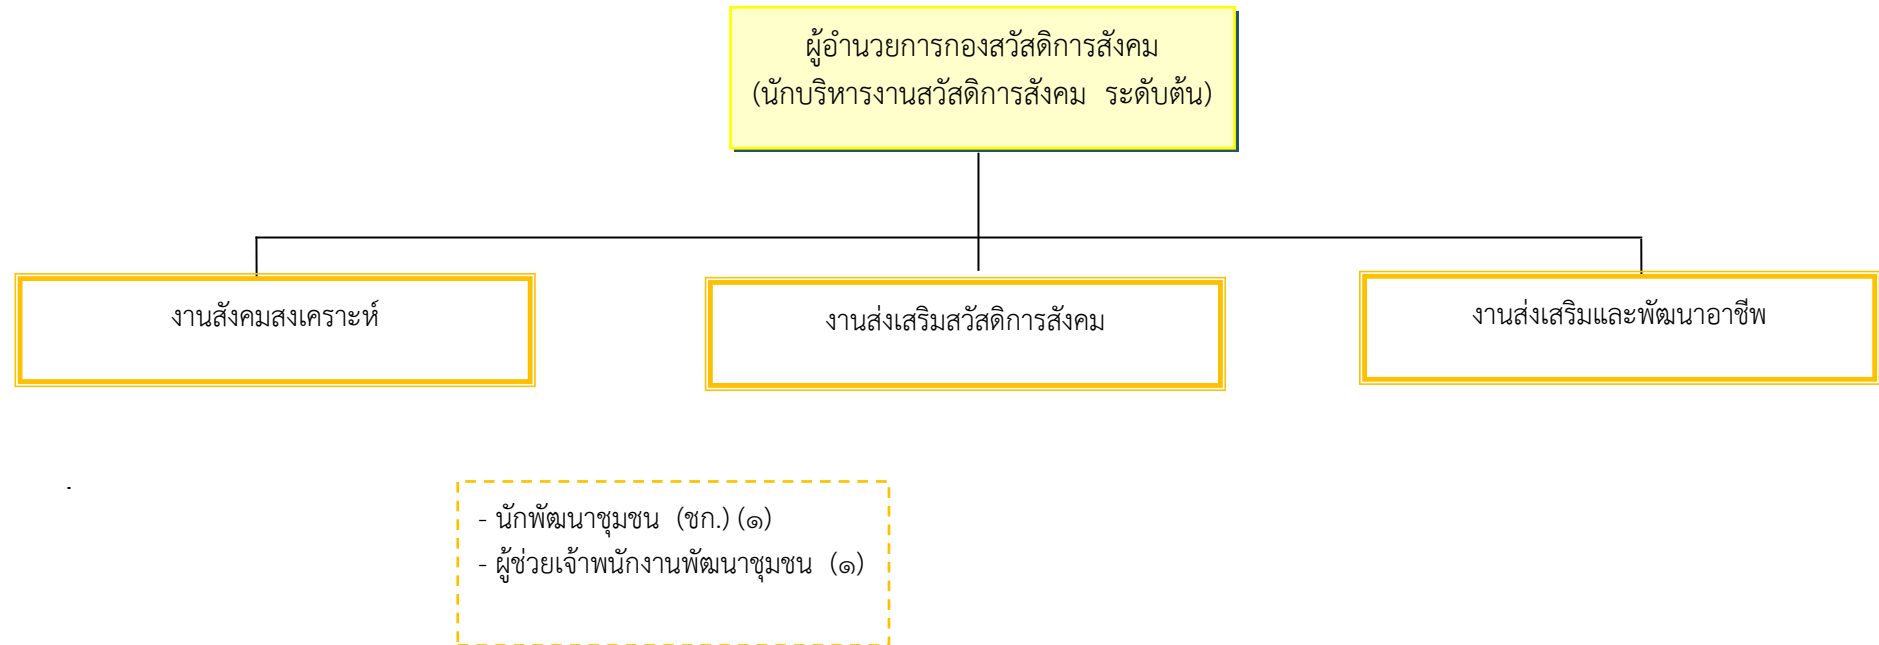 ผู้อำนวยการกองสวัสดิการสังคม
(นักบริหารงานสวัสดิการสังคม ระดับต้น)
งานสังคมสงเคราะห์
งานส่งเสริมสวัสดิการสังคม
งานส่งเสริมและพัฒนาอาชีพ
- นักพัฒนาชุมชน (ชก.) (๑)
- ผู้ช่วยเจ้าพนักงานพัฒนาชุมชน (๑)